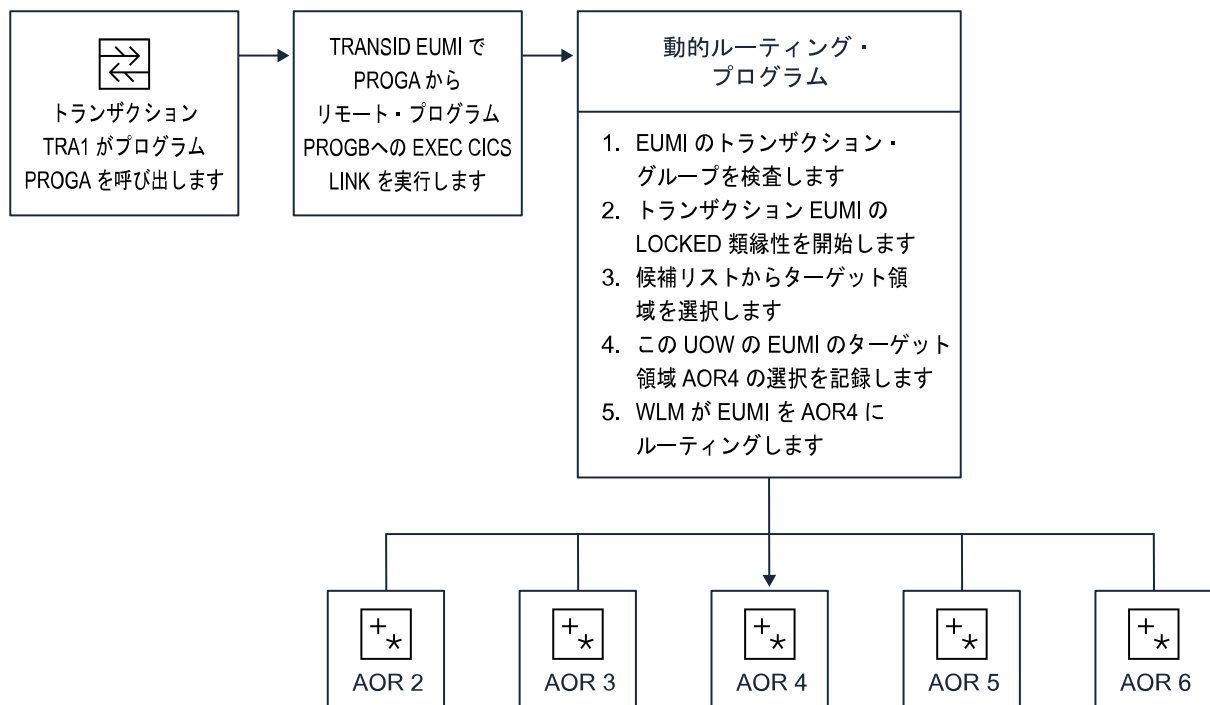 トランザクション
TRA1 がプログラム
PROGA を呼び出します
TRANSID EUMI で
PROGA から
リモート・プログラム
PROGBへの EXEC CICS
LINK を実行します
動的ルーティング・
プログラム
1. EUMI のトランザクション・
グループを検査します
2. トランザクション EUMI の
LOCKED 類縁性を開始します
3. 候補リストからターゲット領
域を選択します
4. この UOW の EUMI のターゲット
領域 AOR4 の選択を記録します
5. WLM が EUMI を AOR4 に
ルーティングします
AOR 2
AOR 3
AOR 4
AOR 5
AOR 6